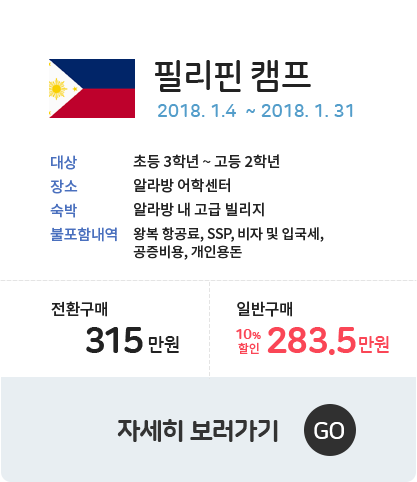 필리핀 캠프
2018. 1.4 ~ 2018. 1. 31
대상 초등 3학년 ~ 고등 2학년
장소 알라방 어학센터
숙박 알라방 내 고급 빌리지
불포함내역 왕복 항공료, SSP, 비자 및 입국세,
공증비용, 개인용돈
전환구매
315 만원
일반구매
10% 할인 283.5 만원
자세히 보러가기 GO